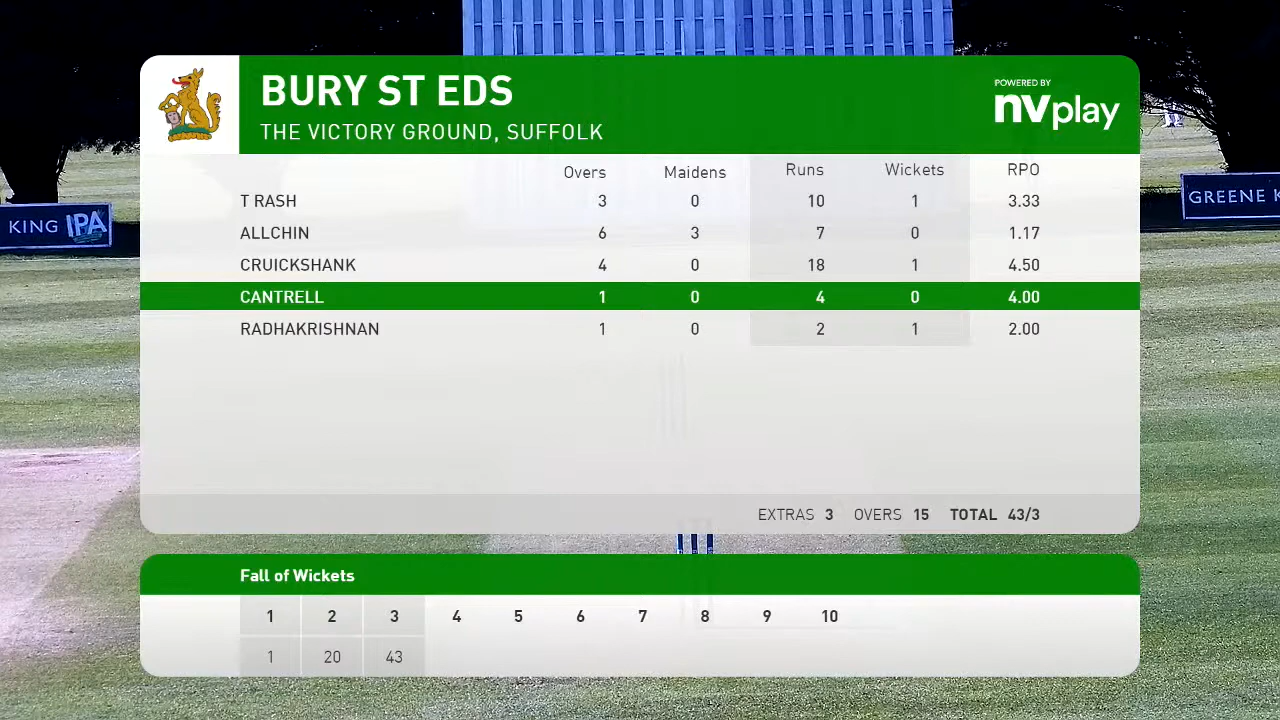 BURY ST EDS
THE VICTORY GROUND, SUFFOLK
POWERED BY
nvplay
Overs Maidens Runs Wickets RPO
T RASH 3 0 10 1 3.33
ALLCHIN 6 3 7 0 1.17
CRUICKSHANK 4 0 18 1 4.50
CANTRELL 1 0 4 0 4.00
RADHAKRISHNAN 1 0 2 1 2.00
EXTRAS 3 OVERS 15 TOTAL 43/3
Fall of Wickets
1 2 3 4 5 6 7 8 9 10
1 20 43
KING IPA
GREENE K